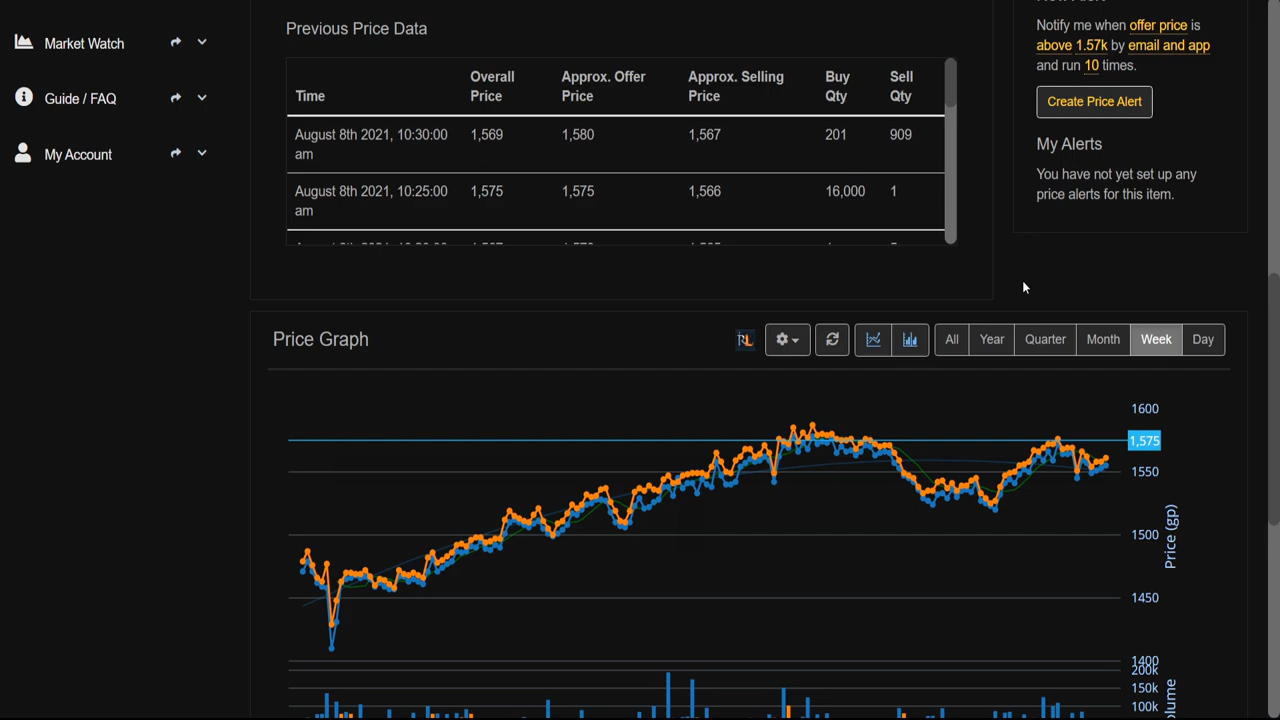 Market Watch
Guide / FAQ
My Account
Previous Price Data
Time Overall Price Approx. Offer Price Approx. Selling Price Buy Qty Sell Qty
August 8th 2021, 10:30:00 am 1,569 1,580 1,567 201 909
August 8th 2021, 10:25:00 am 1,575 1,575 1,566 16,000 1
Notify me when offer price is
above 1.57k by email and app
and run 10 times.
Create Price Alert
My Alerts
You have not yet set up any
price alerts for this item.
Price Graph
RL
All Year Quarter Month Week Day
1600
1,575
1550
1500
1450
1400
Price (gp)
200k
150k
100k